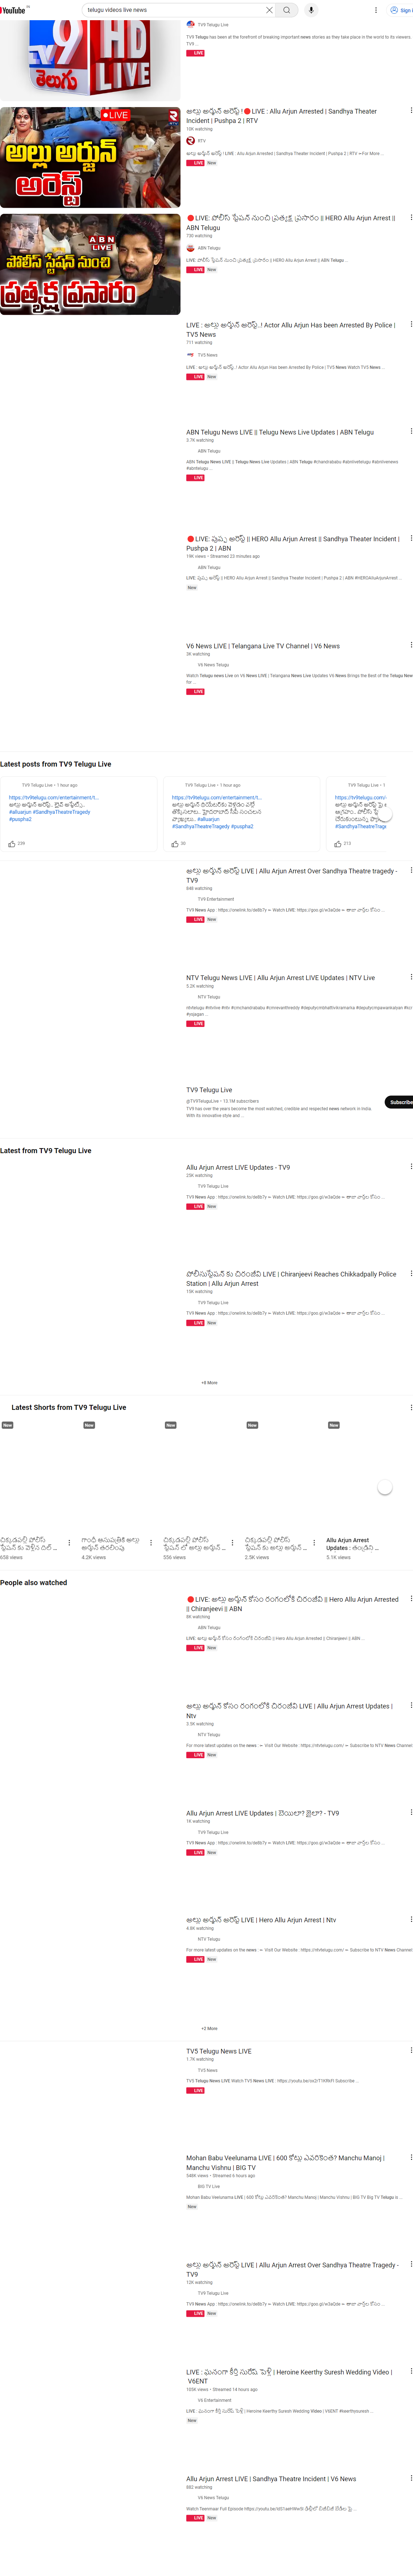 YouTube IN
telugu videos live news
Sign i
TV9 HD
తెలుగు LIVE
TV9 Telugu Live
TV9 Telugu has been at the forefront of breaking important news stories as they take place in the world to its viewers
TV9 ...
LIVE
LIVE
అల్లు అర్జున్
అరెస్ట్
అల్లు అర్జున్ అరెస్ట్ !🔴LIVE : Allu Arjun Arrested | Sandhya Theater
Incident | Pushpa 2 | RTV
10K watching
RTV
అల్లు అర్జున్ అరెస్ట్ ! LIVE : Allu Arjun Arrested | Sandhya Theater Incident | Pushpa 2 | RTV ➛For More ...
LIVE New
ABN
LIVE
పోలీస్ స్టేషన్ నుంచి
ప్రత్యక్ష ప్రసారం
🔴LIVE: పోలీస్ స్టేషన్ నుంచి ప్రత్యక్ష ప్రసారం || HERO Allu Arjun Arrest ||
ABN Telugu
730 watching
ABN Telugu
LIVE: పోలీస్ స్టేషన్ నుంచి ప్రత్యక్ష ప్రసారం || HERO Allu Arjun Arrest || ABN Telugu ...
LIVE New
LIVE : అల్లు అర్జున్ అరెస్ట్..! Actor Allu Arjun Has been Arrested By Police |
TV5 News
711 watching
TV5 News
LIVE : అల్లు అర్జున్ అరెస్ట్..! Actor Allu Arjun Has been Arrested By Police | TV5 News Watch TV5 News ...
LIVE New
ABN Telugu News LIVE || Telugu News Live Updates | ABN Telugu
3.7K watching
ABN Telugu
ABN Telugu News LIVE || Telugu News Live Updates | ABN Telugu #chandrababu #abnlivetelugu #abnlivenews
#abntelugu ...
LIVE
🔴LIVE: పుష్ప అరెస్ట్ || HERO Allu Arjun Arrest || Sandhya Theater Incident |
Pushpa 2 | ABN
19K views • Streamed 23 minutes ago
ABN Telugu
LIVE: పుష్ప అరెస్ట్ || HERO Allu Arjun Arrest || Sandhya Theater Incident | Pushpa 2 | ABN #HEROAlluArjunArrest ...
New
V6 News LIVE | Telangana Live TV Channel | V6 News
3K watching
V6 News Telugu
Watch Telugu news Live on V6 News LIVE | Telangana News Live Updates V6 News Brings the Best of the Telugu New
for ...
LIVE
Latest posts from TV9 Telugu Live
TV9 Telugu Live • 1 hour ago
https://tv9telugu.com/entertainment/t...
అల్లు అర్జున్ అరెస్ట్.. లైవ్ అప్డేట్స్..
#alluarjun #SandhyaTheatreTragedy
#puspha2
239
TV9 Telugu Live • 1 hour ago
https://tv9telugu.com/entertainment/t...
#alluarjun
#SandhyaTheatreTragedy #puspha2
30
TV9 Telugu Live • 1
https://tv9telugu.com/entertainm
#SandhyaTheatreTrage
213
అల్లు అర్జున్ అరెస్ట్ LIVE | Allu Arjun Arrest Over Sandhya Theatre tragedy -
TV9
848 watching
TV9 Entertainment
TV9 News App : https://onelink.to/de8b7y ➛ Watch LIVE: https://goo.gl/w3aQde ➛ తాజా వార్తల కోసం ...
LIVE New
NTV Telugu News LIVE | Allu Arjun Arrest LIVE Updates | NTV Live
5.2K watching
NTV Telugu
ntvtelugu #ntvlive #ntv #cmchandrababu #cmrevanthreddy #deputycmbhattivikramarka #deputycmpawankalyan #kcr
#ysjagan ...
LIVE
TV9 Telugu Live
@TV9TeluguLive • 13.1M subscribers
TV9 has over the years become the most watched, credible and respected news network in India.
With its innovative style and ...
Subscribe
Latest from TV9 Telugu Live
Allu Arjun Arrest LIVE Updates - TV9
25K watching
TV9 Telugu Live
TV9 News App : https://onelink.to/de8b7y ➛ Watch LIVE: https://goo.gl/w3aQde ➛ తాజా వార్తల కోసం ...
LIVE New
పోలీసుస్టేషన్ కు చిరంజీవి LIVE | Chiranjeevi Reaches Chikkadpally Police
Station | Allu Arjun Arrest
15K watching
TV9 Telugu Live
TV9 News App : https://onelink.to/de8b7y ➛ Watch LIVE: https://goo.gl/w3aQde ➛ తాజా వార్తల కోసం ...
LIVE New
+8 More
Latest Shorts from TV9 Telugu Live
New
New
New
New
New
చిక్కడపల్లి పోలీస్
స్టేషన్ కు వెళ్లిన దిల్ ...
658 views
గాంధీ ఆసుపత్రికి అల్లు
అర్జున్ తరలింపు
4.2K views
చిక్కడపల్లి పోలీస్
స్టేషన్ లో అల్లు అర్జున్ ...
556 views
చిక్కడపల్లి పోలీస్
స్టేషన్ కు అల్లు అర్జున్ ...
2.5K views
Allu Arjun Arrest
Updates : తండ్రిని ...
5.1K views
People also watched
🔴LIVE: అల్లు అర్జున్ కోసం రంగంలోకి చిరంజీవి || Hero Allu Arjun Arrested
|| Chiranjeevi || ABN
8K watching
ABN Telugu
LIVE: అల్లు అర్జున్ కోసం రంగంలోకి చిరంజీవి || Hero Allu Arjun Arrested || Chiranjeevi || ABN ...
LIVE New
అల్లు అర్జున్ కోసం రంగంలోకి చిరంజీవి LIVE | Allu Arjun Arrest Updates |
Ntv
3.5K watching
NTV Telugu
For more latest updates on the news : ➛ Visit Our Website : https://ntvtelugu.com/ ➛ Subscribe to NTV News Channel
LIVE New
Allu Arjun Arrest LIVE Updates | బెయిలా? జైలా? - TV9
1K watching
TV9 Telugu Live
TV9 News App : https://onelink.to/de8b7y ➛ Watch LIVE: https://goo.gl/w3aQde ➛ తాజా వార్తల కోసం ...
LIVE New
అల్లు అర్జున్ అరెస్ట్ LIVE | Hero Allu Arjun Arrest | Ntv
4.8K watching
NTV Telugu
For more latest updates on the news : ➛ Visit Our Website : https://ntvtelugu.com/ ➛ Subscribe to NTV News Channel
LIVE New
+2 More
TV5 Telugu News LIVE
1.7K watching
TV5 News
TV5 Telugu News LIVE Watch TV5 News LIVE : Subscribe ...
LIVE
Mohan Babu Veelunama LIVE | 600 కోట్లు ఎవరికెంత? Manchu Manoj |
Manchu Vishnu | BIG TV
348K views • Streamed 6 hours ago
BIG TV Live
Mohan Babu Veelunama LIVE | 600 కోట్లు ఎవరికెంత? Manchu Manoj | Manchu Vishnu | BIG TV Big TV Telugu is ...
New
అల్లు అర్జున్ అరెస్ట్ LIVE | Allu Arjun Arrest Over Sandhya Theatre Tragedy -
TV9
12K watching
TV9 Telugu Live
TV9 News App : https://onelink.to/de8b7y ➛ Watch LIVE: https://goo.gl/w3aQde ➛ తాజా వార్తల కోసం ...
LIVE New
LIVE : ఘనంగా కీర్తి సురేష్ పెళ్లి | Heroine Keerthy Suresh Wedding Video |
V6ENT
105K views • Streamed 14 hours ago
V6 Entertainment
LIVE : ఘనంగా కీర్తి సురేష్ పెళ్లి | Heroine Keerthy Suresh Wedding Video | V6ENT #keerthysuresh ...
New
Allu Arjun Arrest LIVE | Sandhya Theatre Incident | V6 News
882 watching
V6 News Telugu
Watch Teenmaar Full Episode
LIVE New